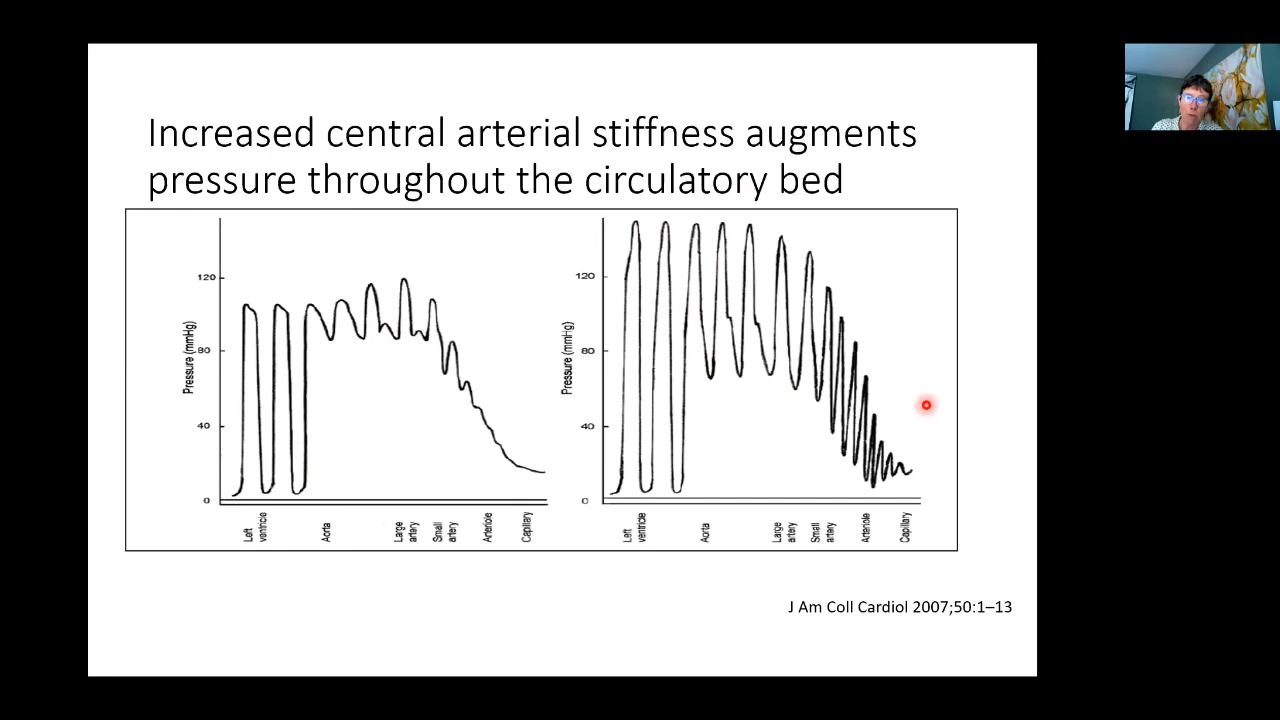 Increased central arterial stiffness augments
pressure throughout the circulatory bed
Pressure (mmHg)
120
80
40
0
Left
ventricle
Aorta
Large
artery
Small
artery
Arteriole
Capillary
Pressure (mmHg)
120
80
40
0
Left
ventricle
Aorta
Large
artery
Small
artery
Arteriole
Capillary
J Am Coll Cardiol 2007;50:1–13